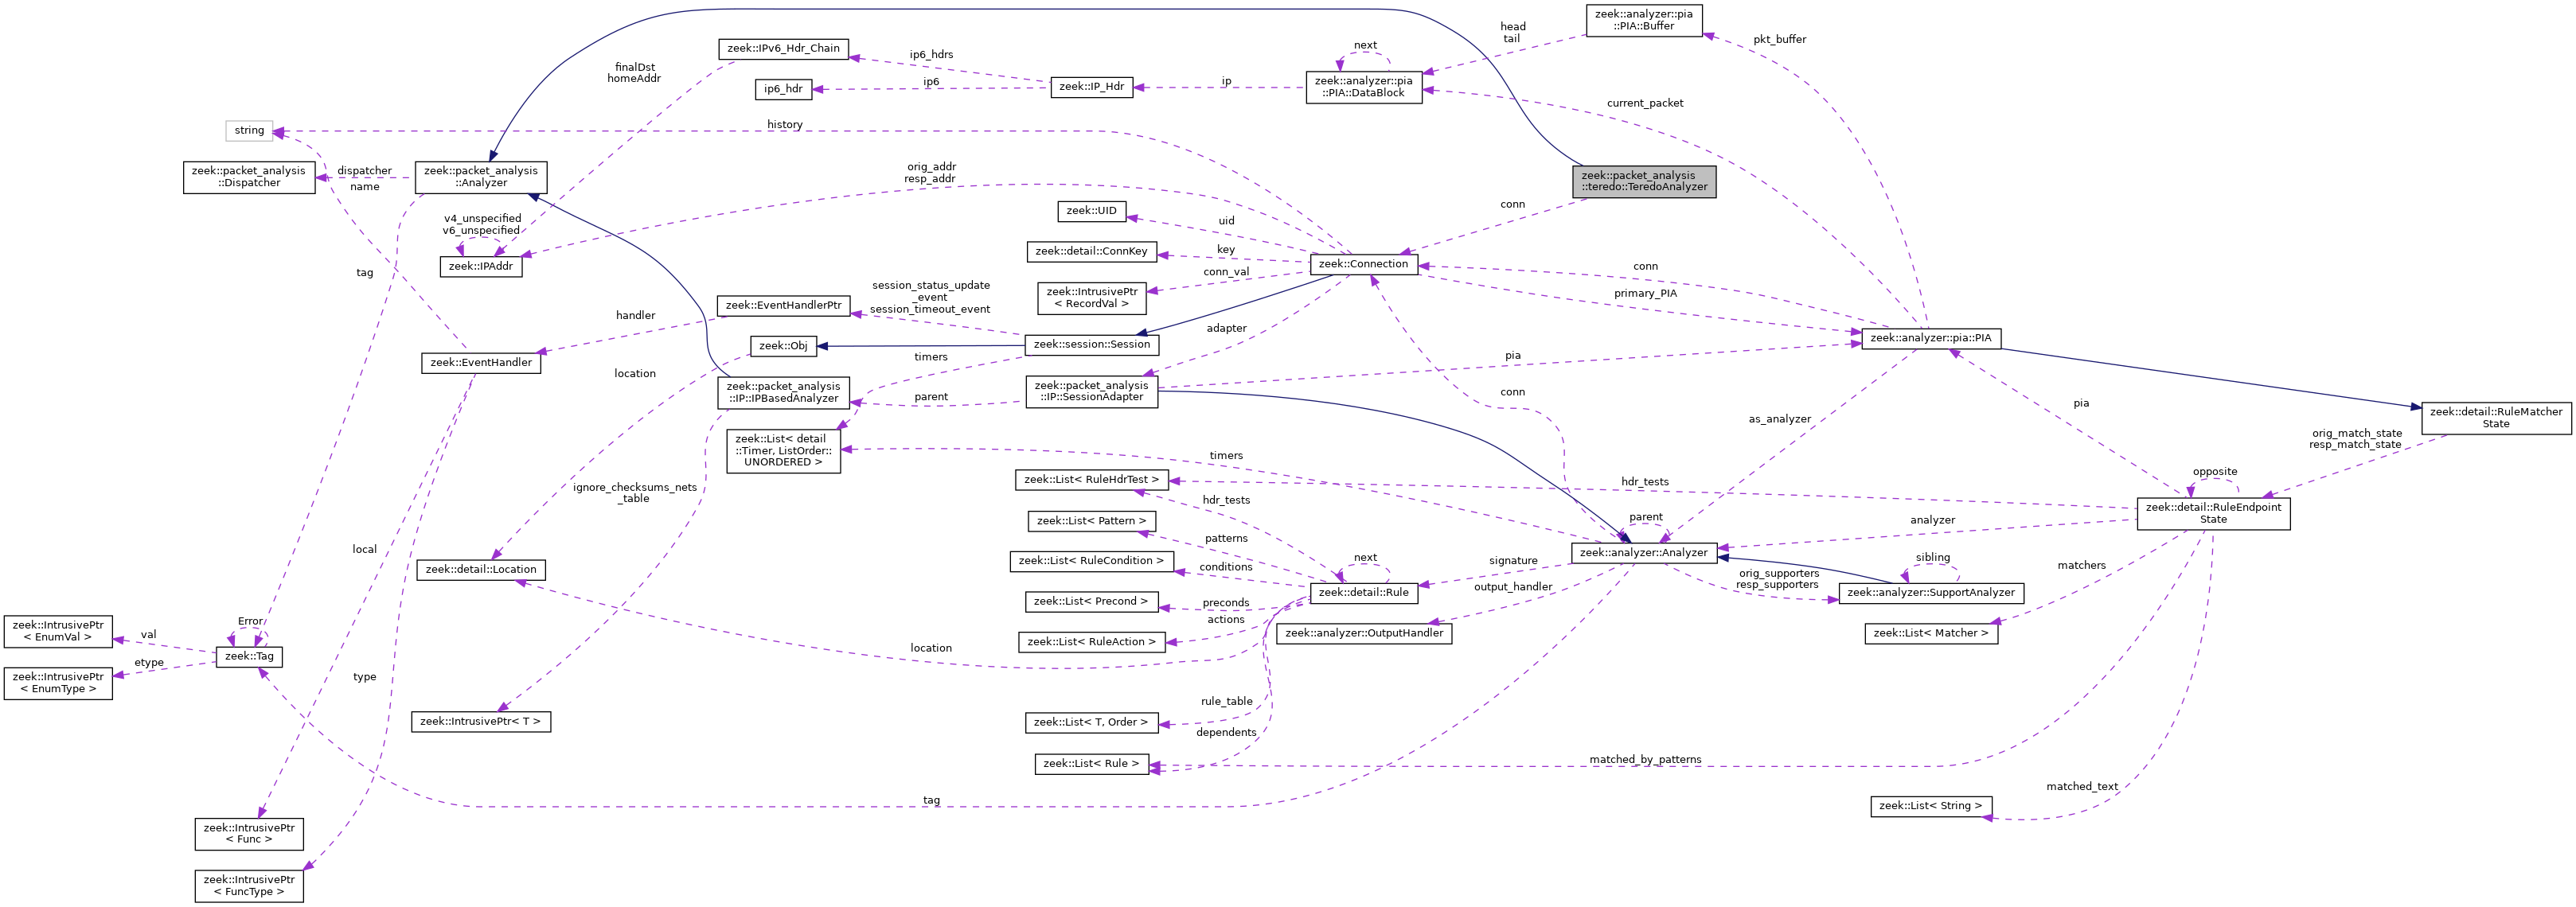 zeek::analyzer::pia
::PIA::Buffer
head
tail
pkt_buffer
zeek::IPv6_Hdr_Chain
next
ip6_hdrs
finalDst
homeAddr
zeek::analyzer::pia
::PIA::DataBlock
ip
ip6
ip6_hdr
zeek::IP_Hdr
current_packet
string
history
zeek::packet_analysis
::Dispatcher
dispatcher
name
zeek::packet_analysis
::Analyzer
orig_addr
resp_addr
zeek::packet_analysis
::teredo::TeredoAnalyzer
conn
v4_unspecified
v6_unspecified
zeek::UID
uid
zeek::detail::ConnKey
key
zeek::IPAddr
tag
zeek::Connection
conn
conn_val
zeek::IntrusivePtr
< RecordVal >
primary_PIA
session_status_update
_event
session_timeout_event
zeek::EventHandlerPtr
handler
adapter
zeek::analyzer::pia::PIA
zeek::Obj
zeek::session::Session
zeek::EventHandler
timers
pia
location
zeek::packet_analysis
::IP::IPBasedAnalyzer
parent
zeek::packet_analysis
::IP::SessionAdapter
conn
pia
as_analyzer
zeek::detail::RuleMatcher
State
orig_match_state
resp_match_state
zeek::List< detail
::Timer, ListOrder::
UNORDERED >
timers
opposite
zeek::List< RuleHdrTest >
hdr_tests
ignore_checksums_nets
_table
hdr_tests
zeek::detail::RuleEndpoint
State
zeek::List< Pattern >
parent
analyzer
patterns
local
zeek::analyzer::Analyzer
next
signature
sibling
zeek::List< RuleCondition >
conditions
matchers
zeek::detail::Location
orig_supporters
resp_supporters
output_handler
zeek::detail::Rule
zeek::analyzer::SupportAnalyzer
zeek::List< Precond >
preconds
actions
zeek::IntrusivePtr
< EnumVal >
val
Error
zeek::analyzer::OutputHandler
zeek::List< Matcher >
zeek::List< RuleAction >
location
zeek::Tag
etype
type
zeek::IntrusivePtr
< EnumType >
rule_table
zeek::IntrusivePtr< T >
zeek::List< T, Order >
dependents
zeek::List< Rule >
matched_by_patterns
matched_text
tag
zeek::List< String >
zeek::IntrusivePtr
< Func >
zeek::IntrusivePtr
< FuncType >